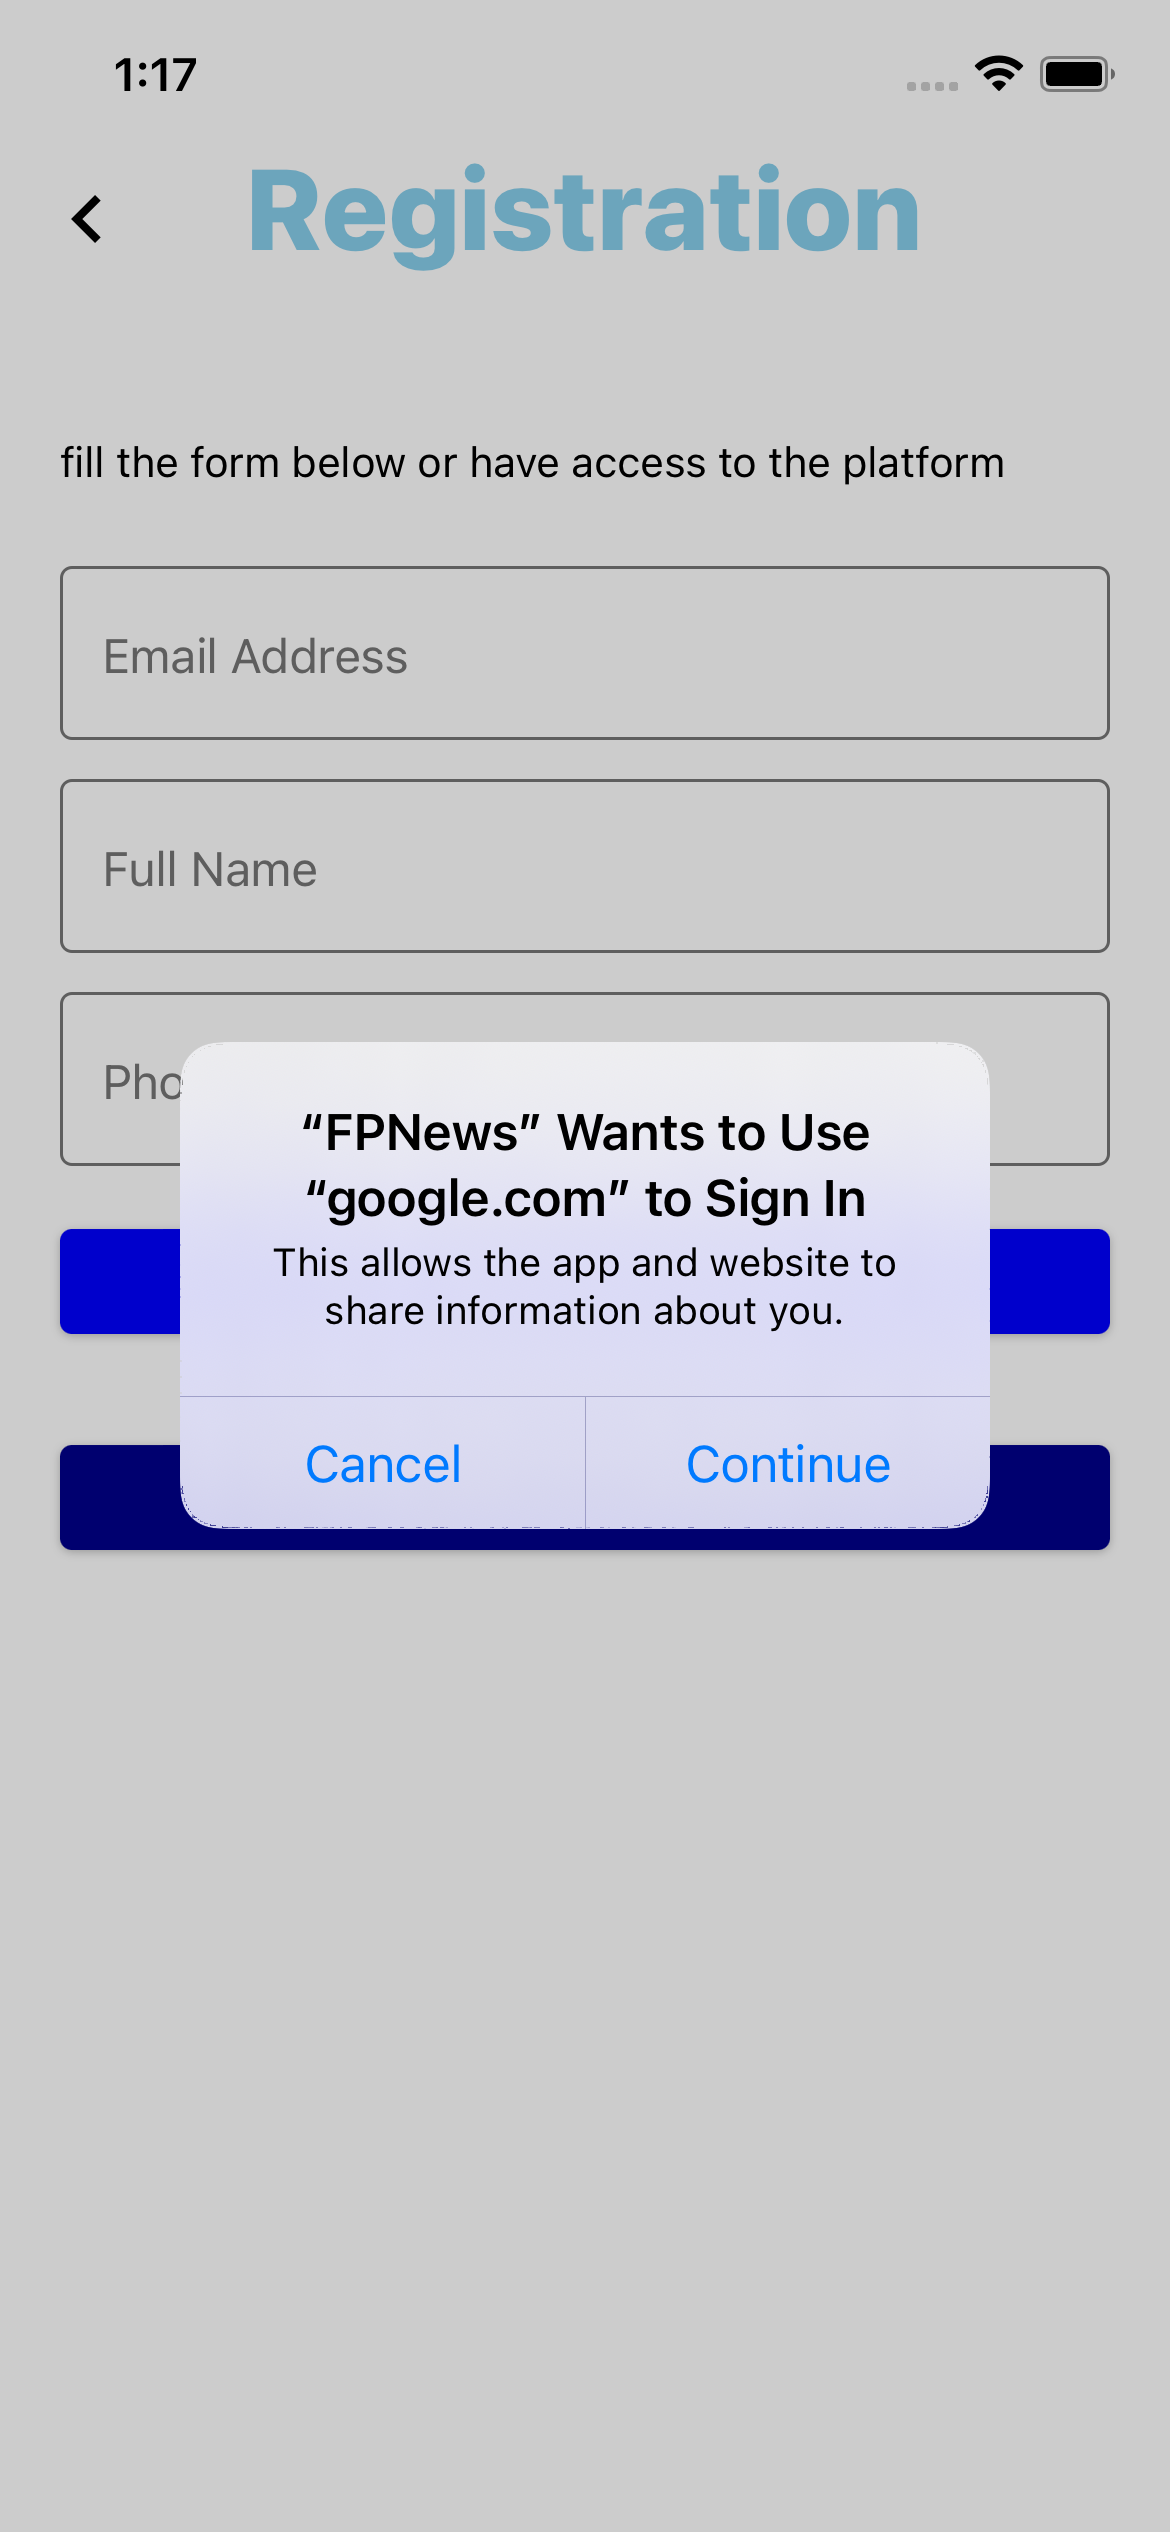 1:17
Registration
fill the form below or have access to the platform
Email Address
Full Name
Pho
“FPNews” Wants to Use
“google.com” to Sign In
This allows the app and website to
share information about you.
Cancel
Continue